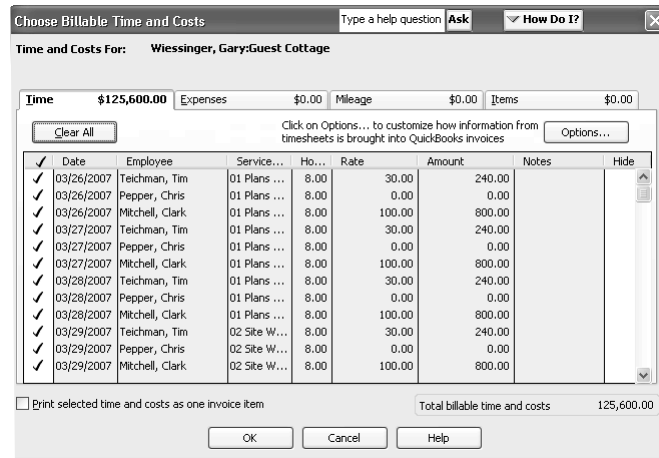 Choose Billable Time and Costs Type a help question Ask How Do I?
Time and Costs For: Wiessinger, Gary:Guest Cottage
Time $125,600.00 Expenses $0.00 Mileage $0.00 Items $0.00
Clear All
Click on Options... to customize how information from
timesheets is brought into QuickBooks invoices
Options...
✓ Date Employee Service... Ho... Rate Amount Notes Hide
✓ 03/26/2007 Teichman, Tim 01 Plans ... 8.00 30.00 240.00
✓ 03/26/2007 Pepper, Chris 01 Plans ... 8.00 0.00 0.00
✓ 03/26/2007 Mitchell, Clark 01 Plans ... 8.00 100.00 800.00
✓ 03/27/2007 Teichman, Tim 01 Plans ... 8.00 30.00 240.00
✓ 03/27/2007 Pepper, Chris 01 Plans ... 8.00 0.00 0.00
✓ 03/27/2007 Mitchell, Clark 01 Plans ... 8.00 100.00 800.00
✓ 03/28/2007 Teichman, Tim 01 Plans ... 8.00 30.00 240.00
✓ 03/28/2007 Pepper, Chris 01 Plans ... 8.00 0.00 0.00
✓ 03/28/2007 Mitchell, Clark 01 Plans ... 8.00 100.00 800.00
✓ 03/29/2007 Teichman, Tim 02 Site W... 8.00 30.00 240.00
✓ 03/29/2007 Pepper, Chris 02 Site W... 8.00 0.00 0.00
✓ 03/29/2007 Mitchell, Clark 02 Site W... 8.00 100.00 800.00
Print selected time and costs as one invoice item Total billable time and costs 125,600.00
OK Cancel Help